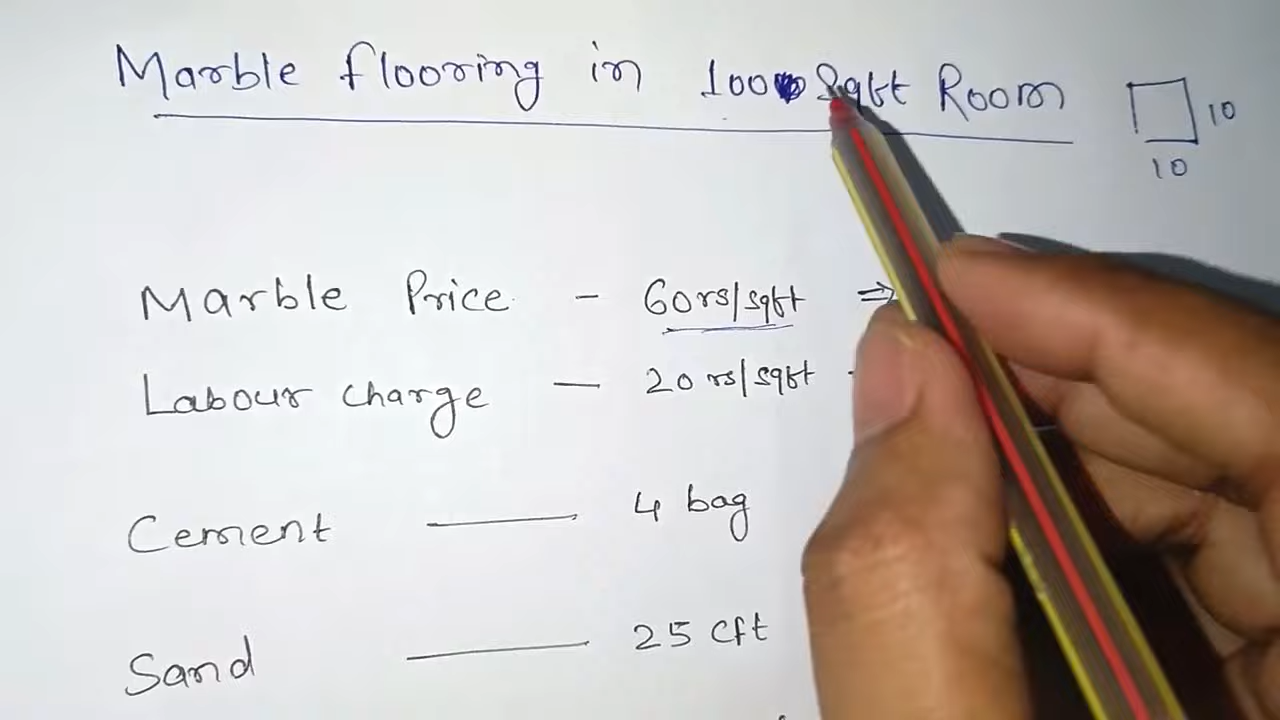 Marble flooring in 100 Sqft Room
10
10
Marble Price - 60rs/sqft ⇒
Labour charge — 20 rs/sqft -
Cement — 4 bag
Sand — 25 cft